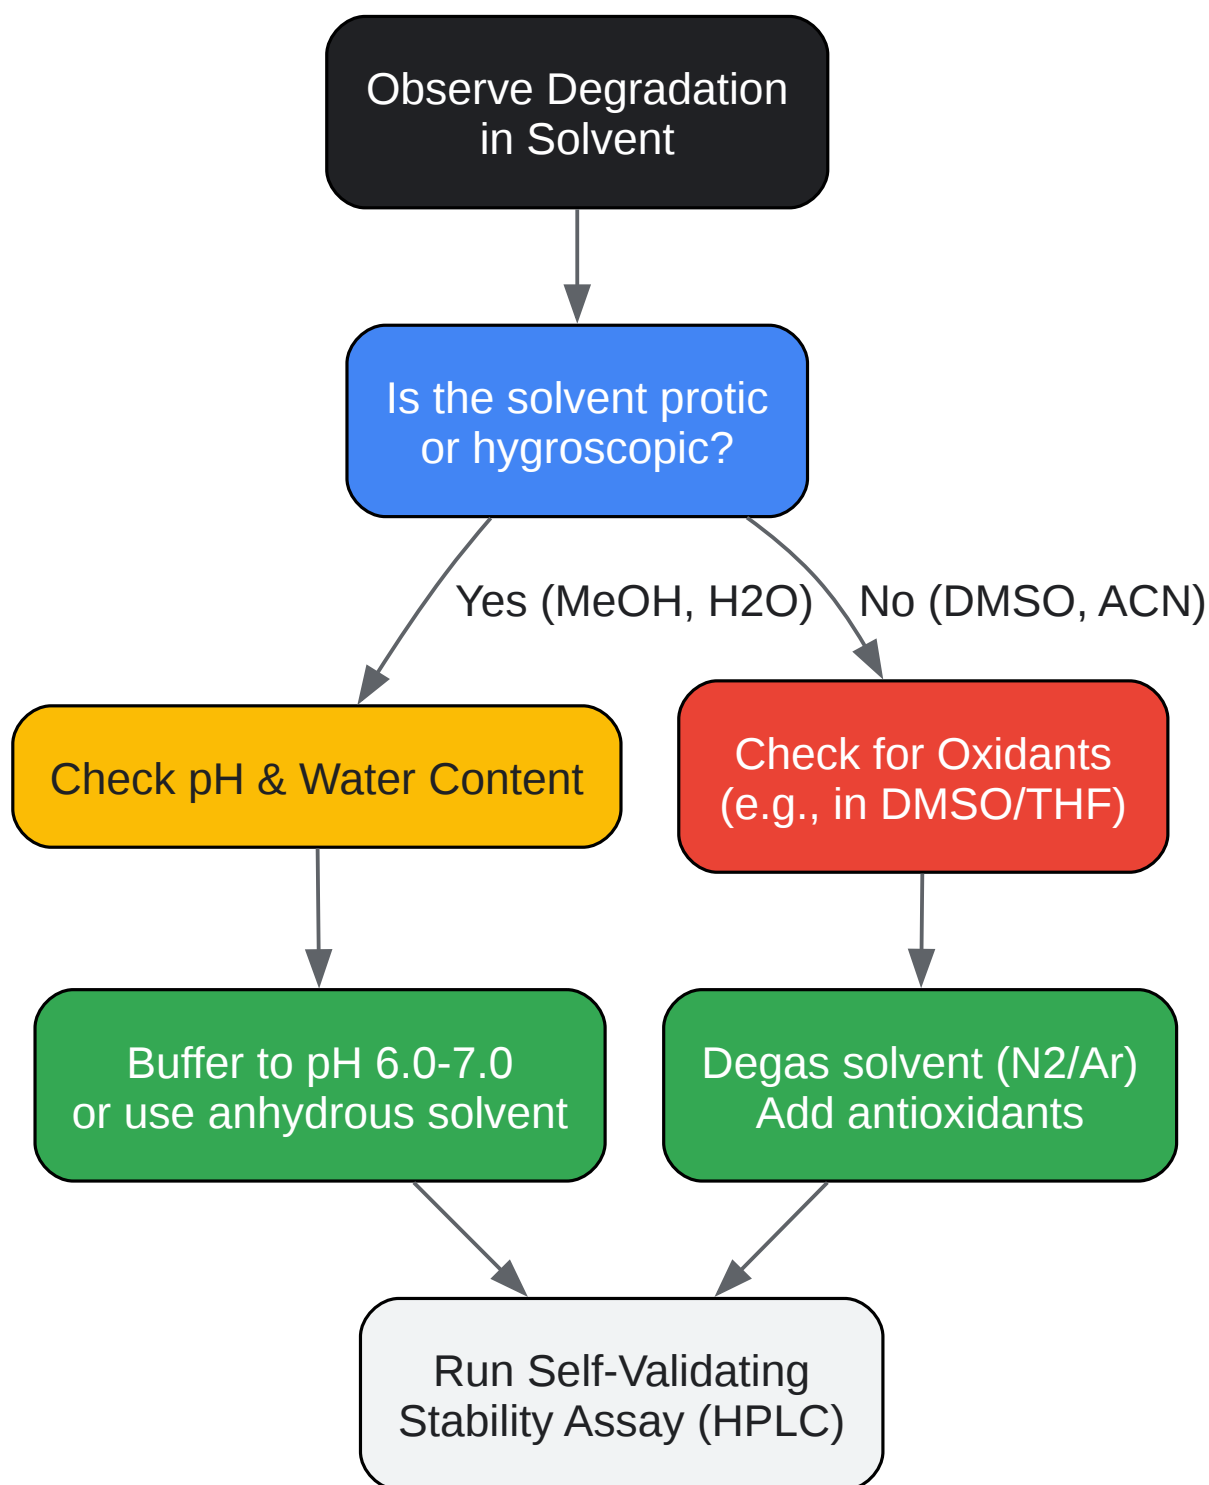 Observe Degradation
in Solvent
Is the solvent protic
or hygroscopic?
Yes (MeOH, H2O)
No (DMSO, ACN)
Check pH & Water Content
Check for Oxidants
(e.g., in DMSO/THF)
Buffer to pH 6.0-7.0
or use anhydrous solvent
Degas solvent (N2/Ar)
Add antioxidants
Run Self-Validating
Stability Assay (HPLC)